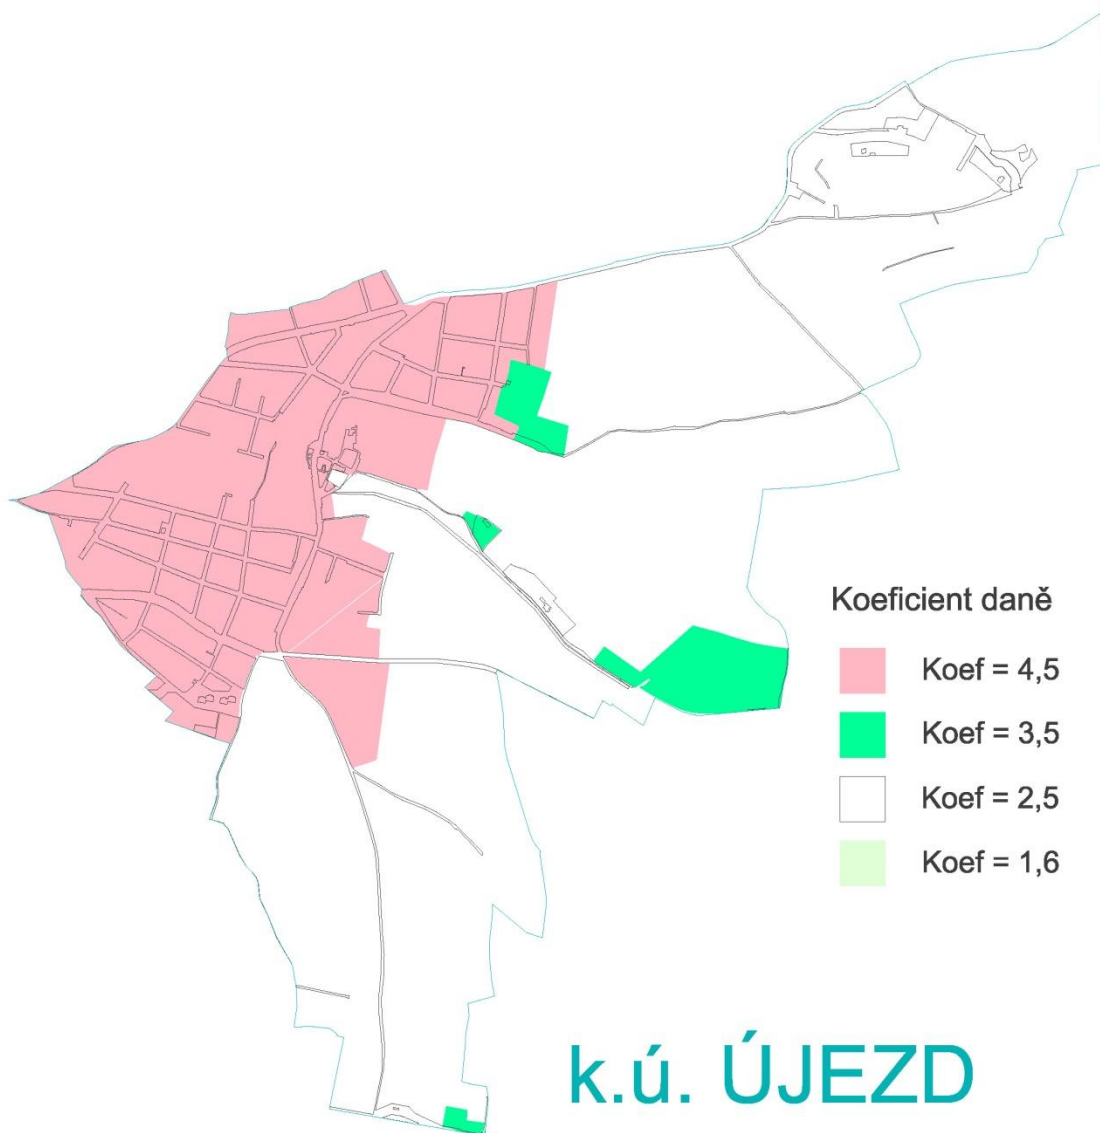 Koeficient daně
Koef = 4,5
Koef = 3,5
Koef = 2,5
Koef = 1,6
k.ú. ÚJEZD